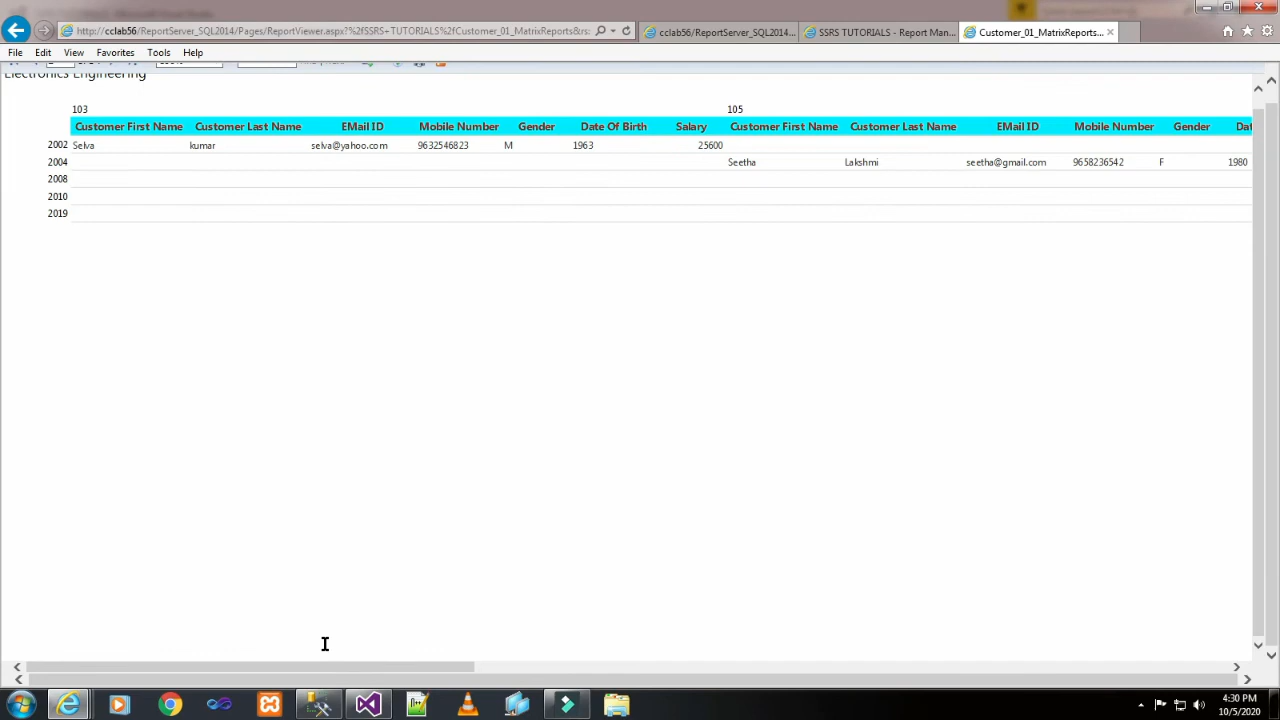 http://cclab56/ReportServer_SQL2014/Pages/ReportViewer.aspx?%2fSSRS+TUTORIALS%2fCustomer_01_MatrixReports&rs:
cclab56/ReportServer_SQL2014...
SSRS TUTORIALS - Report Man...
Customer_01_MatrixReports...
File Edit View Favorites Tools Help
Electronics Engineering
103 105
Customer First Name Customer Last Name EMail ID Mobile Number Gender Date Of Birth Salary Customer First Name Customer Last Name EMail ID Mobile Number Gender Dat
2002 Selva kumar selva@yahoo.com 9632546823 M 1963 25600
2004 Seetha Lakshmi seetha@gmail.com 9658236542 F 1980
2008
2010
2019
4:30 PM
10/5/2020